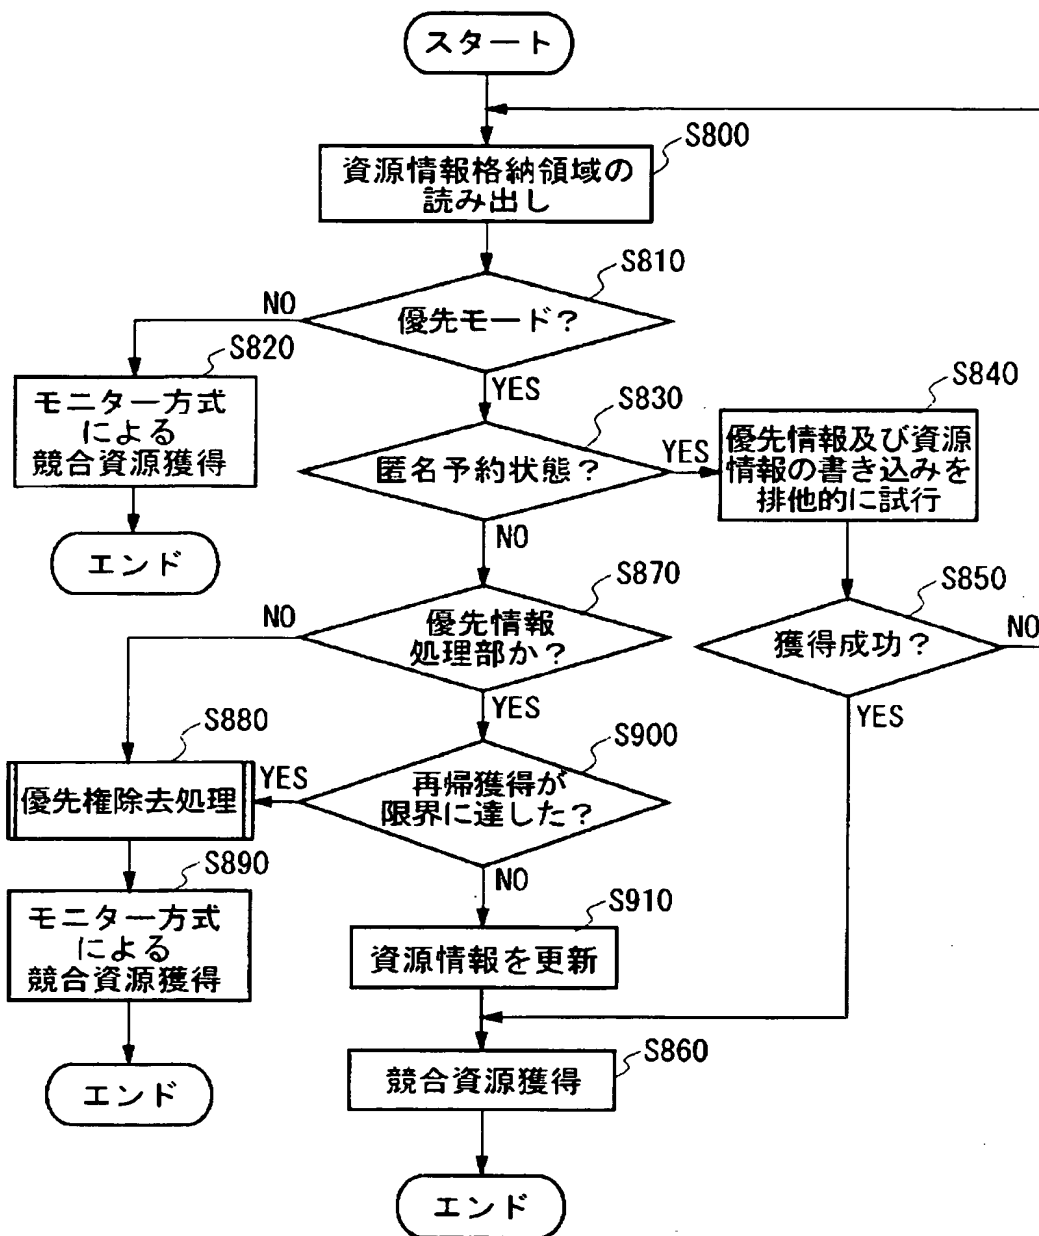 スタート
S800
資源情報格納領域の
読み出し
S810
優先モード?
NO
YES
S820
モニター方式
による
競合資源獲得
エンド
S830
匿名予約状態?
YES
NO
S840
優先情報及び資源
情報の書き込みを
排他的に試行
S850
獲得成功?
NO
YES
S870
優先情報
処理部か?
NO
YES
S880
優先権除去処理
S900
再帰獲得が
限界に達した?
YES
NO
S890
モニター方式
による
競合資源獲得
エンド
S910
資源情報を更新
S860
競合資源獲得
エンド